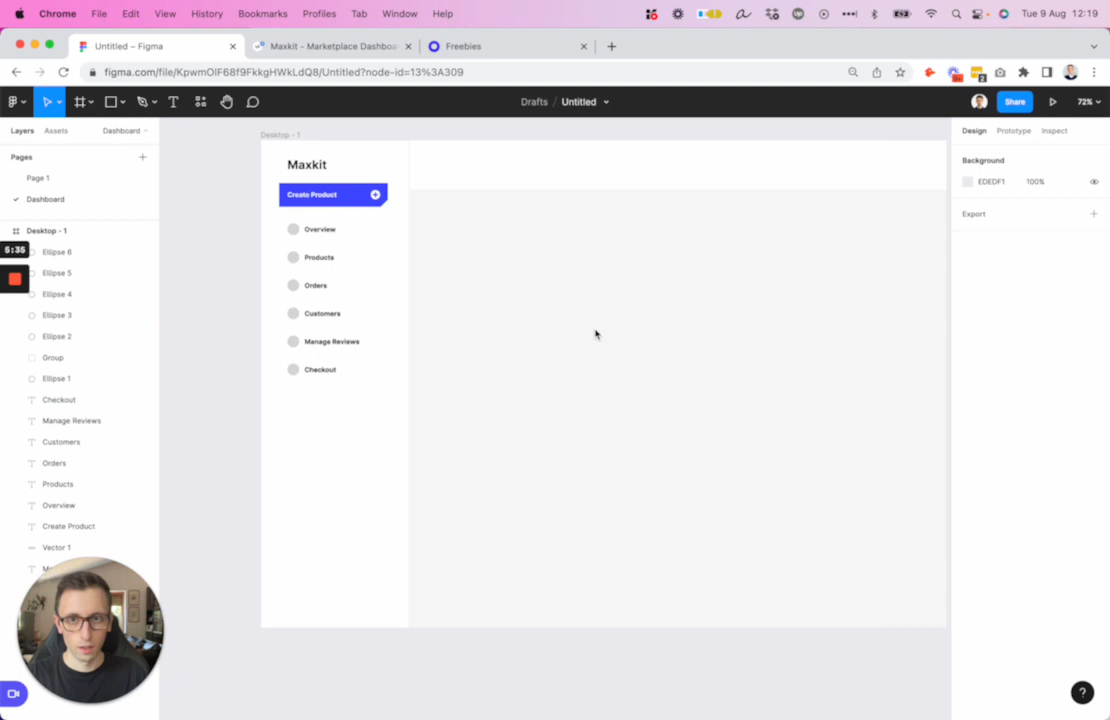 Chrome File Edit View History Bookmarks Profiles Tab Window Help Tue 9 Aug 12:19
Untitled – Figma Maxkit - Marketplace Dashboa Freebies
figma.com/file/KpwmOIF68f9FkkgHWkLdQ8/Untitled?node-id=13%3A309
Drafts / Untitled Share 72%
Layers Assets Dashboard
Pages
Page 1
Dashboard
Desktop - 1
5:35
Ellipse 6
Ellipse 5
Ellipse 4
Ellipse 3
Ellipse 2
Group
Ellipse 1
Checkout
Manage Reviews
Customers
Orders
Products
Overview
Create Product
Vector 1
Desktop - 1
Maxkit
Create Product
Overview
Products
Orders
Customers
Manage Reviews
Checkout
Design Prototype Inspect
Background
EDEDF1 100%
Export
?